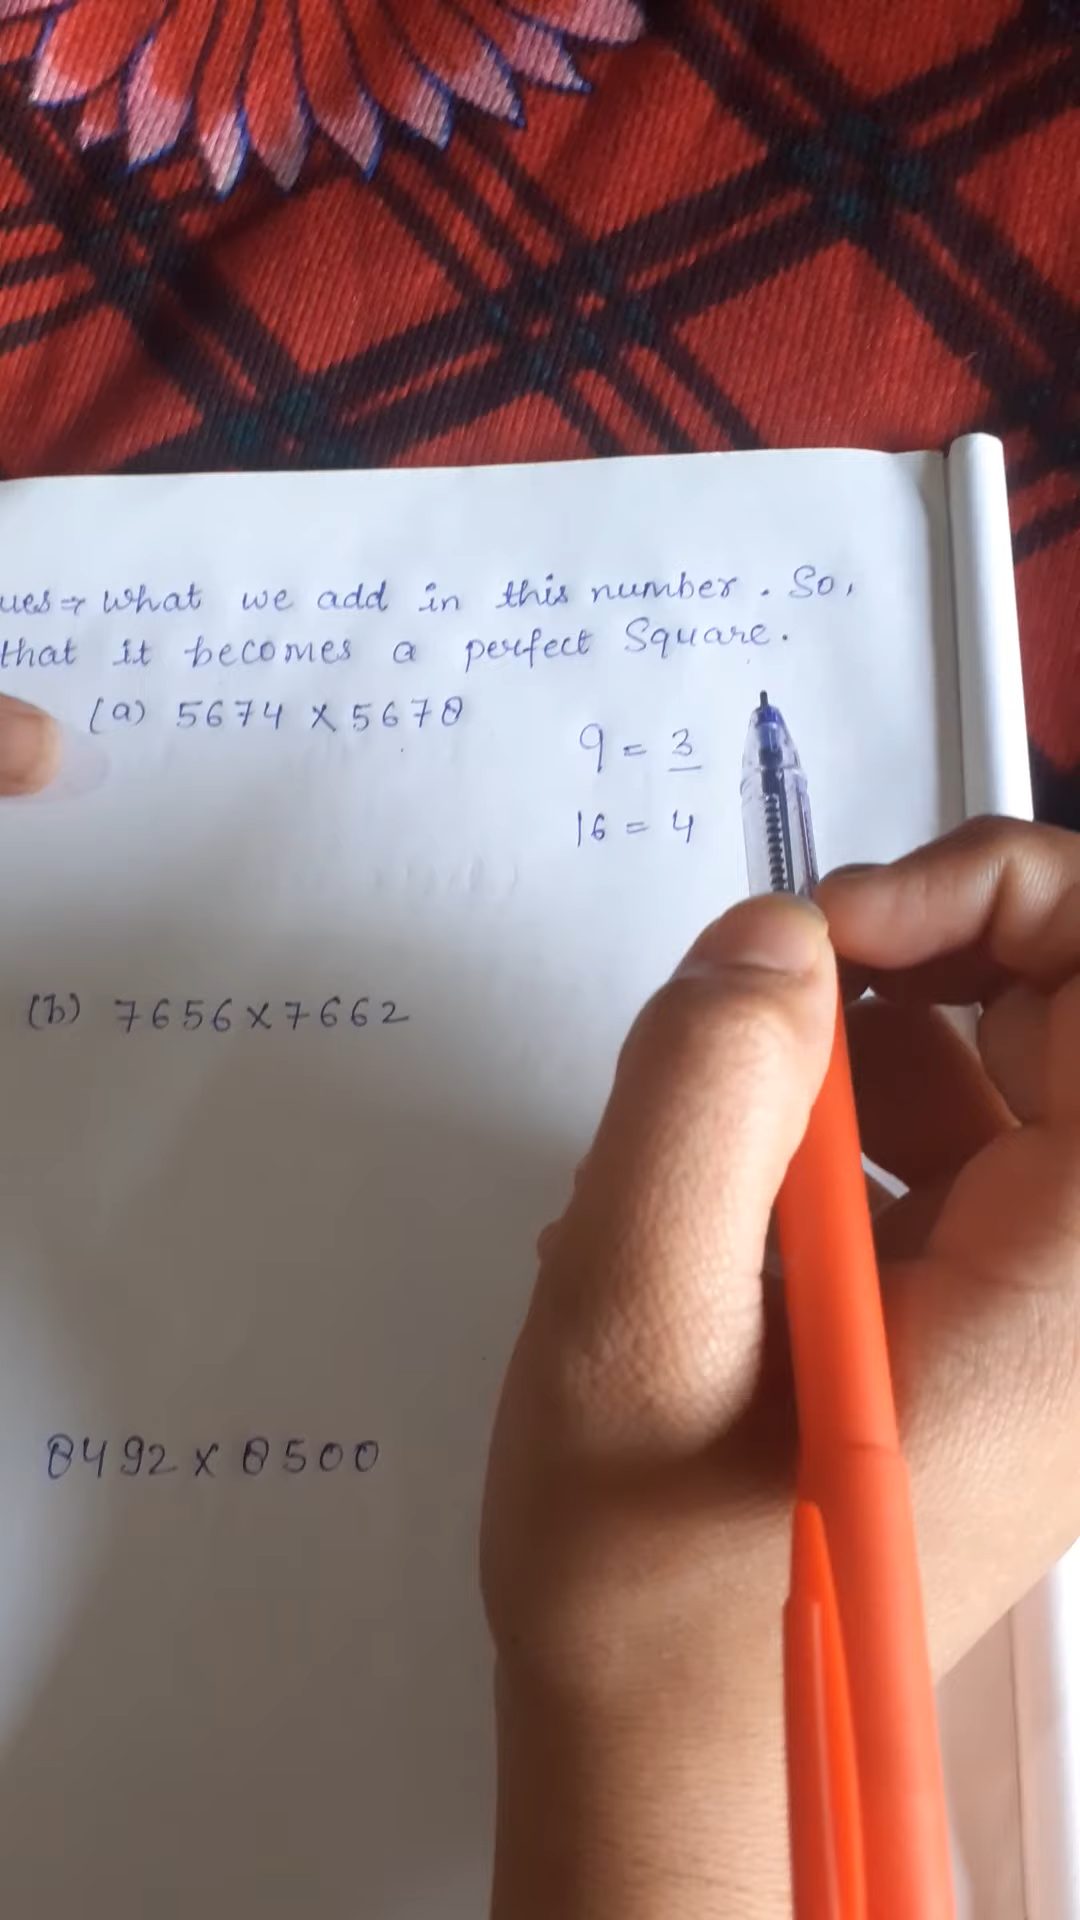 ues⇒ What we add in this number. So,
that it becomes a perfect Square.
(a) 5674 x 5678
9 = 3
16 = 4
(b) 7656 x 7662
8492 x 8500